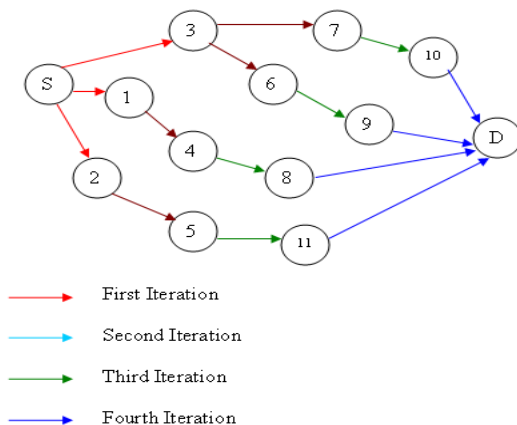 3
7
10
S
1
6
9
D
4
2
8
5
11
First Iteration
Second Iteration
Third Iteration
Fourth Iteration